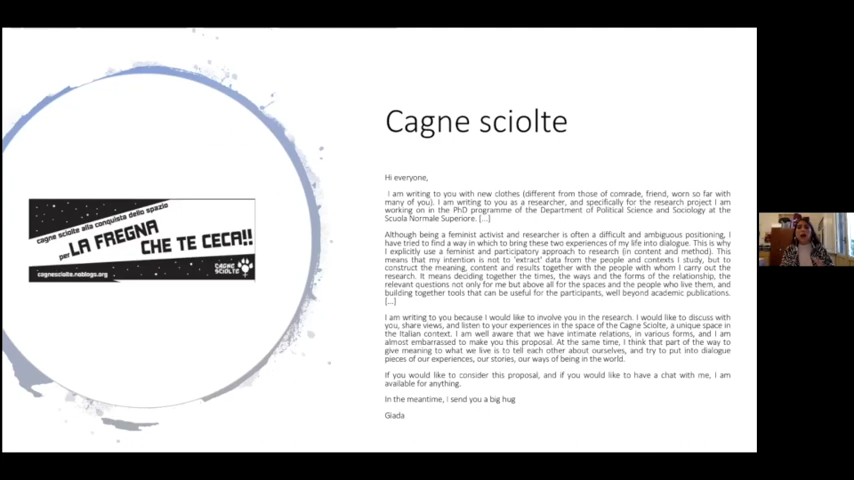 cagne sciolte alla conquista dello spazio
per LA FREGNA
CHE TE CECA!!
cagnesciolte.noblogs.org
CAGNE
SCIOLTE
Cagne sciolte
Hi everyone,
I am writing to you with new clothes (different from those of comrade, friend, worn so far with
many of you). I am writing to you as a researcher, and specifically for the research project I am
working on in the PhD programme of the Department of Political Science and Sociology at the
Scuola Normale Superiore. [...]
Although being a feminist activist and researcher is often a difficult and ambiguous positioning, I
have tried to find a way in which to bring these two experiences of my life into dialogue. This is why
I explicitly use a feminist and participatory approach to research (in content and method). This
means that my intention is not to 'extract' data from the people and contexts I study, but to
construct the meaning, content and results together with the people with whom I carry out the
research. It means deciding together the times, the ways and the forms of the relationship, the
relevant questions not only for me but above all for the spaces and the people who live them, and
building together tools that can be useful for the participants, well beyond academic publications.
[...]
I am writing to you because I would like to involve you in the research. I would like to discuss with
you, share views, and listen to your experiences in the space of the Cagne Sciolte, a unique space in
the Italian context. I am well aware that we have intimate relations, in various forms, and I am
almost embarrassed to make you this proposal. At the same time, I think that part of the way to
give meaning to what we live is to tell each other about ourselves, and try to put into dialogue
pieces of our experiences, our stories, our ways of being in the world.
If you would like to consider this proposal, and if you would like to have a chat with me, I am
available for anything.
In the meantime, I send you a big hug
Giada